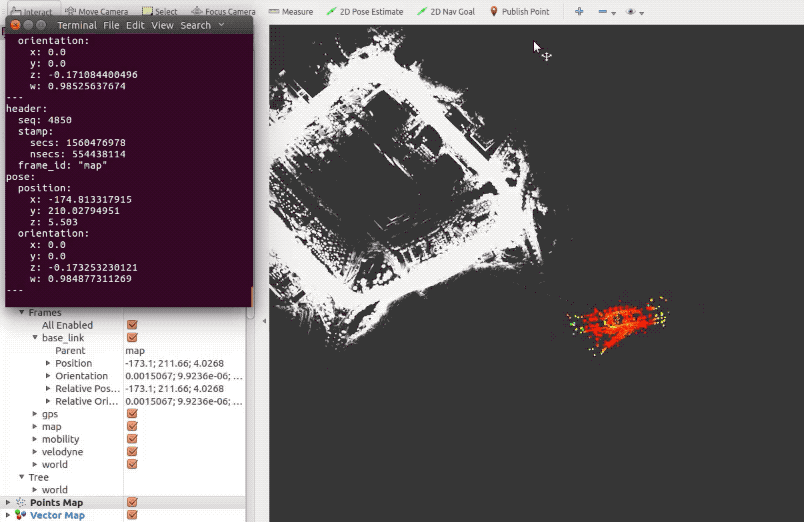 Interact Move Camera Select Focus Camera Measure 2D Pose Estimate 2D Nav Goal Publish Point
Terminal File Edit View Search
orientation:
x: 0.0
y: 0.0
z: -0.171084400496
w: 0.98525637674
---
header:
seq: 4850
stamp:
secs: 1560476978
nsecs: 554438114
frame_id: "map"
pose:
position:
x: -174.813317915
y: 210.02794951
z: 5.503
orientation:
x: 0.0
y: 0.0
z: -0.173253230121
w: 0.984877311269
---
Frames
All Enabled
base_link
Parent map
Position -173.1; 211.66; 4.0268
Orientation 0.0015067; 9.9236e-06; ...
Relative Pos... -173.1; 211.66; 4.0268
Relative Ori... 0.0015067; 9.9236e-06; ...
gps
map
mobility
velodyne
world
Tree
world
Points Map
Vector Map